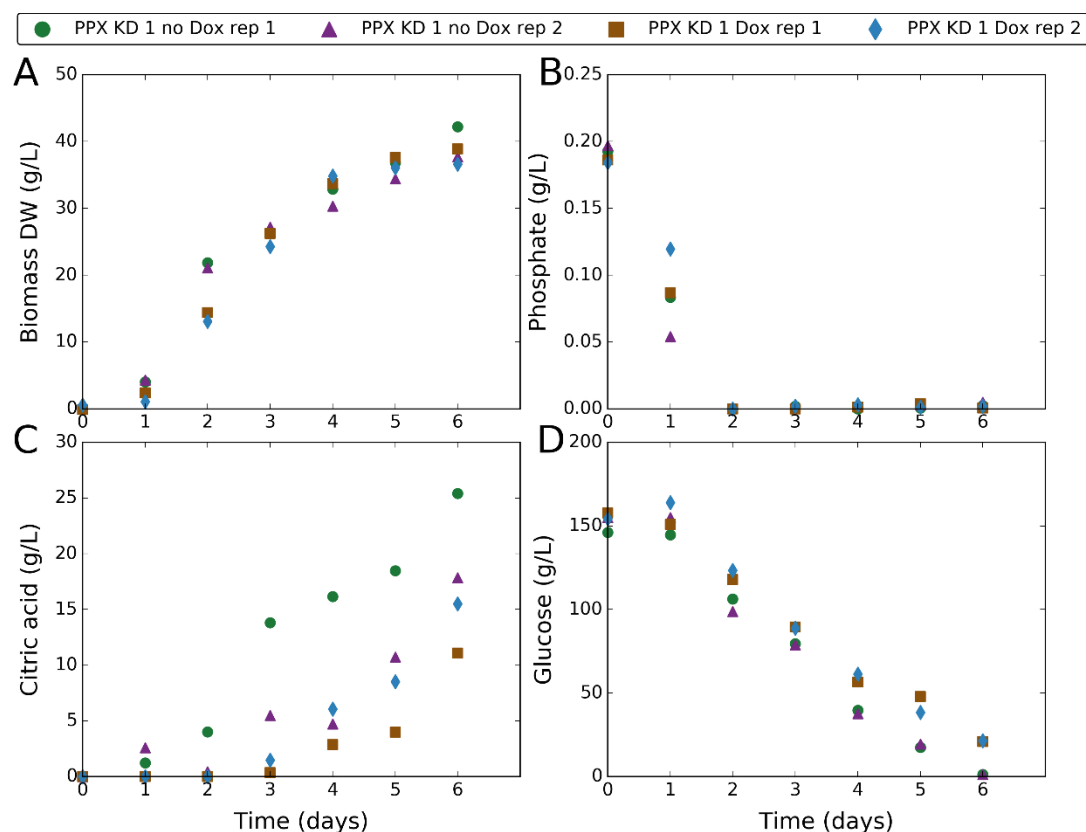 PPX KD 1 no Dox rep 1 PPX KD 1 no Dox rep 2 PPX KD 1 Dox rep 1 PPX KD 1 Dox rep 2
A
50
40
30
20
10
0
Biomass DW (g/L)
0 1 2 3 4 5 6
B
0.25
0.20
0.15
0.10
0.05
0.00
Phosphate (g/L)
0 1 2 3 4 5 6
C
30
25
20
15
10
5
0
Citric acid (g/L)
0 1 2 3 4 5 6
Time (days)
D
200
150
100
50
0
Glucose (g/L)
0 1 2 3 4 5 6
Time (days)